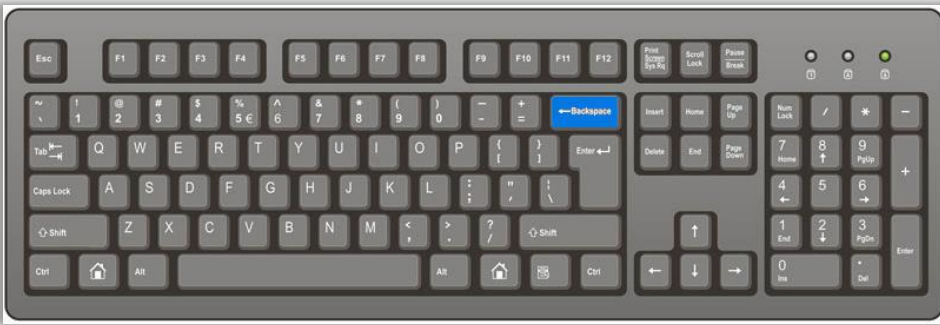 Esc F1 F2 F3 F4 F5 F6 F7 F8 F9 F10 F11 F12 Print Screen Sys Rq Scroll Lock Pause Break 1 A
~ ` ! 1 @ 2 # 3 $ 4 % 5 € ^ 6 & 7 * 8 ( 9 ) 0 _ - + = ←Backspace Insert Home Page Up Num Lock / * −
Tab Q W E R T Y U I O P { [ } ] Enter ↵ Delete End Page Down 7 Home 8 ↑ 9 PgUp +
Caps Lock A S D F G H J K L : ; " , ¦ \ 4 ← 5 6 →
⇧ Shift Z X C V B N M < , > . ? / ⇧ Shift ↑ 1 End 2 ↓ 3 PgDn Enter
Ctrl Alt Alt Ctrl ← ↓ → 0 Ins . Del